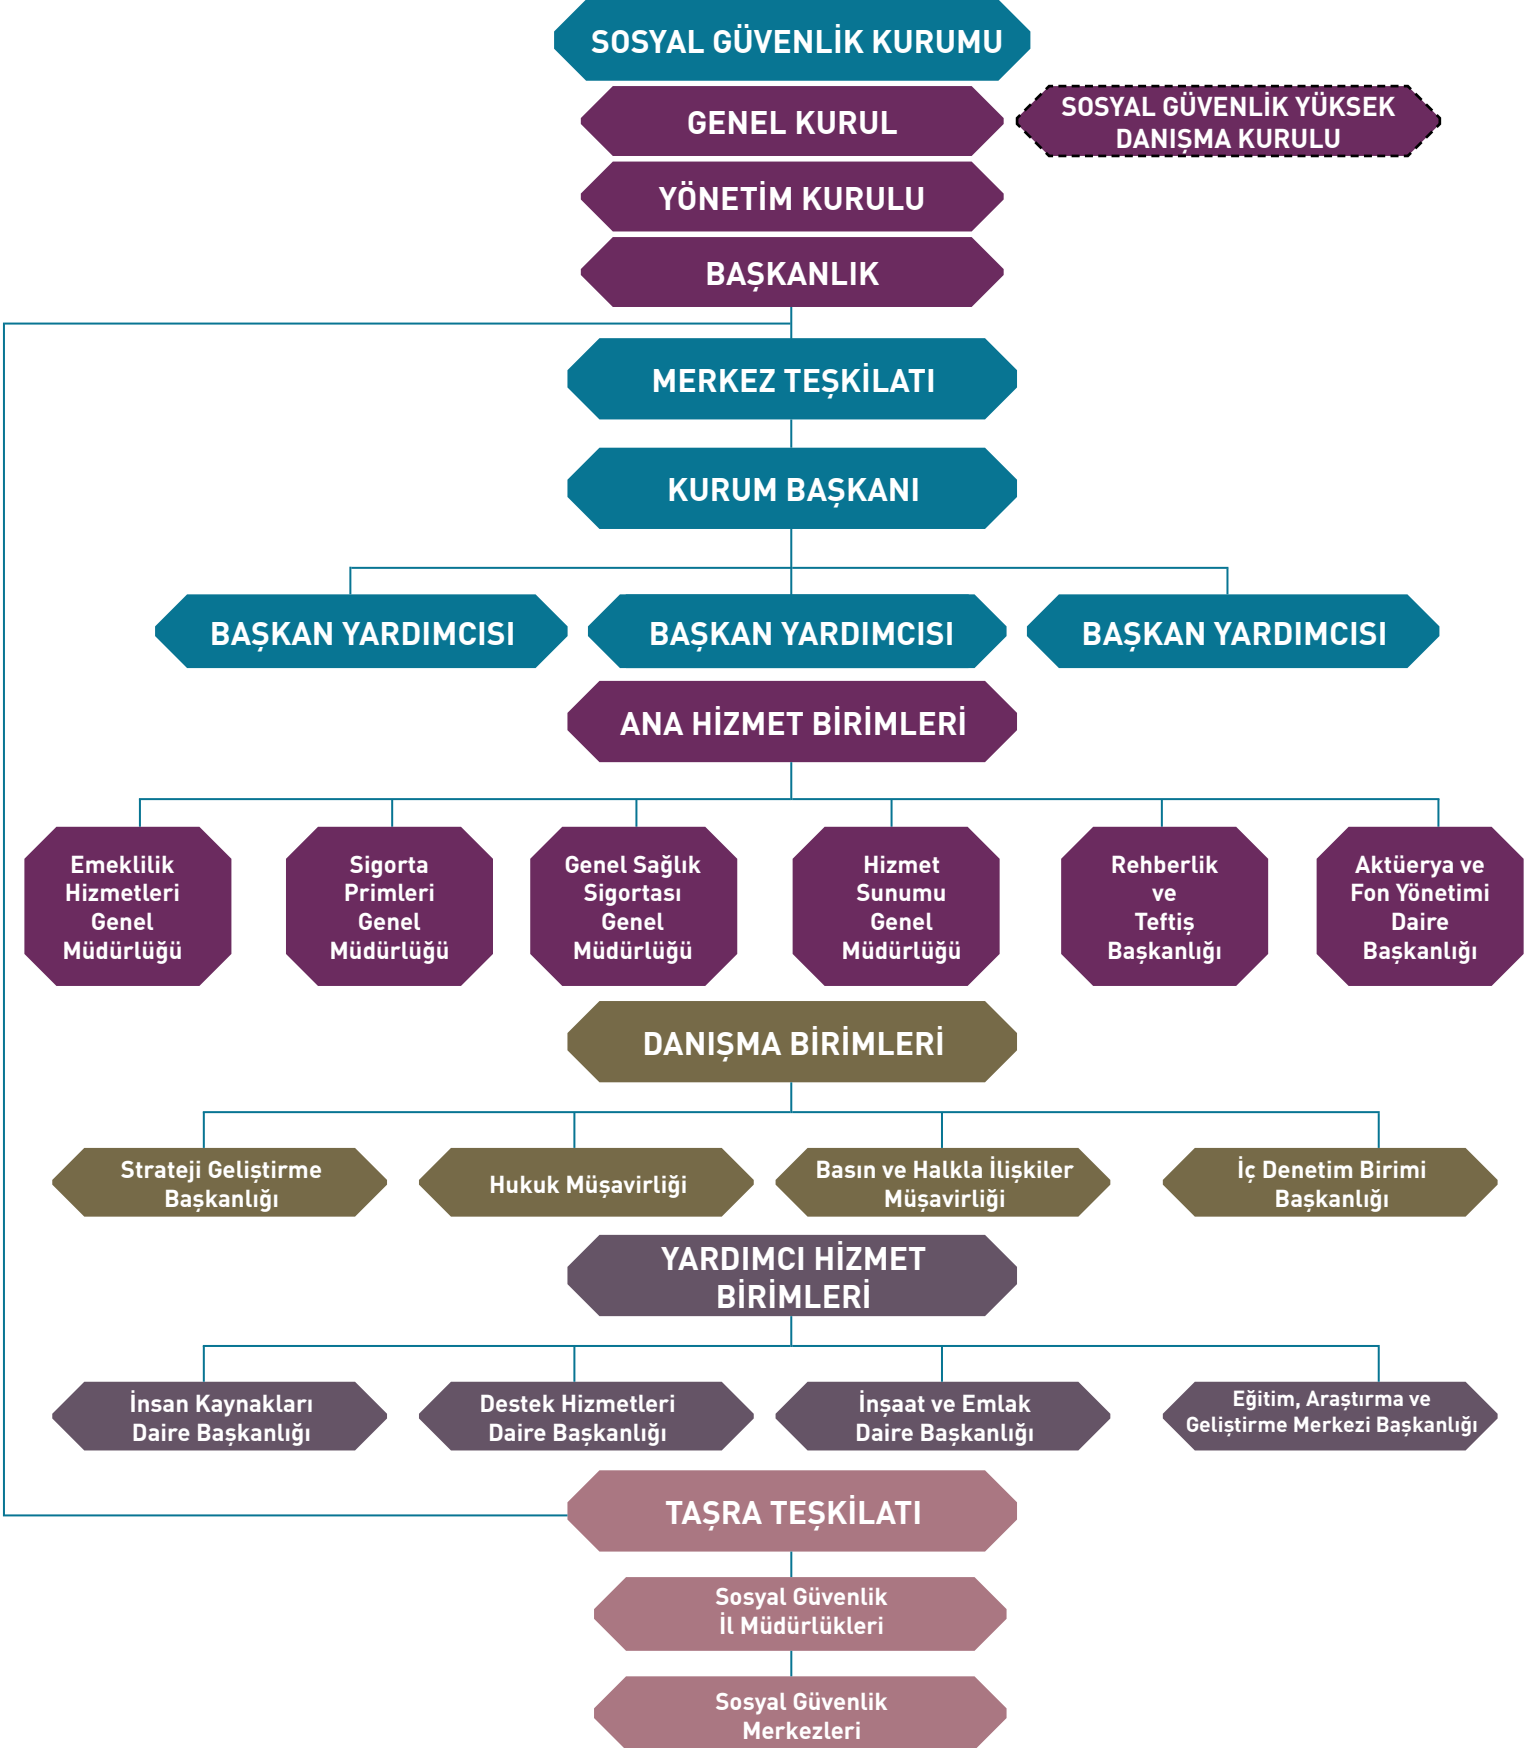 SOSYAL GÜVENLİK KURUMU
GENEL KURUL
SOSYAL GÜVENLİK YÜKSEK
DANIŞMA KURULU
YÖNETİM KURULU
BAŞKANLIK
MERKEZ TEŞKİLATI
KURUM BAŞKANI
BAŞKAN YARDIMCISI
BAŞKAN YARDIMCISI
BAŞKAN YARDIMCISI
ANA HİZMET BİRİMLERİ
Emeklilik
Hizmetleri
Genel
Müdürlüğü
Sigorta
Primleri
Genel
Müdürlüğü
Genel Sağlık
Sigortası
Genel
Müdürlüğü
Hizmet
Sunumu
Genel
Müdürlüğü
Rehberlik
ve
Teftiş
Başkanlığı
Aktüerya ve
Fon Yönetimi
Daire
Başkanlığı
DANIŞMA BİRİMLERİ
Strateji Geliştirme
Başkanlığı
Hukuk Müşavirliği
Basın ve Halkla İlişkiler
Müşavirliği
İç Denetim Birimi
Başkanlığı
YARDIMCI HİZMET
BİRİMLERİ
İnsan Kaynakları
Daire Başkanlığı
Destek Hizmetleri
Daire Başkanlığı
İnşaat ve Emlak
Daire Başkanlığı
Eğitim, Araştırma ve
Geliştirme Merkezi Başkanlığı
TAŞRA TEŞKİLATI
Sosyal Güvenlik
İl Müdürlükleri
Sosyal Güvenlik
Merkezleri